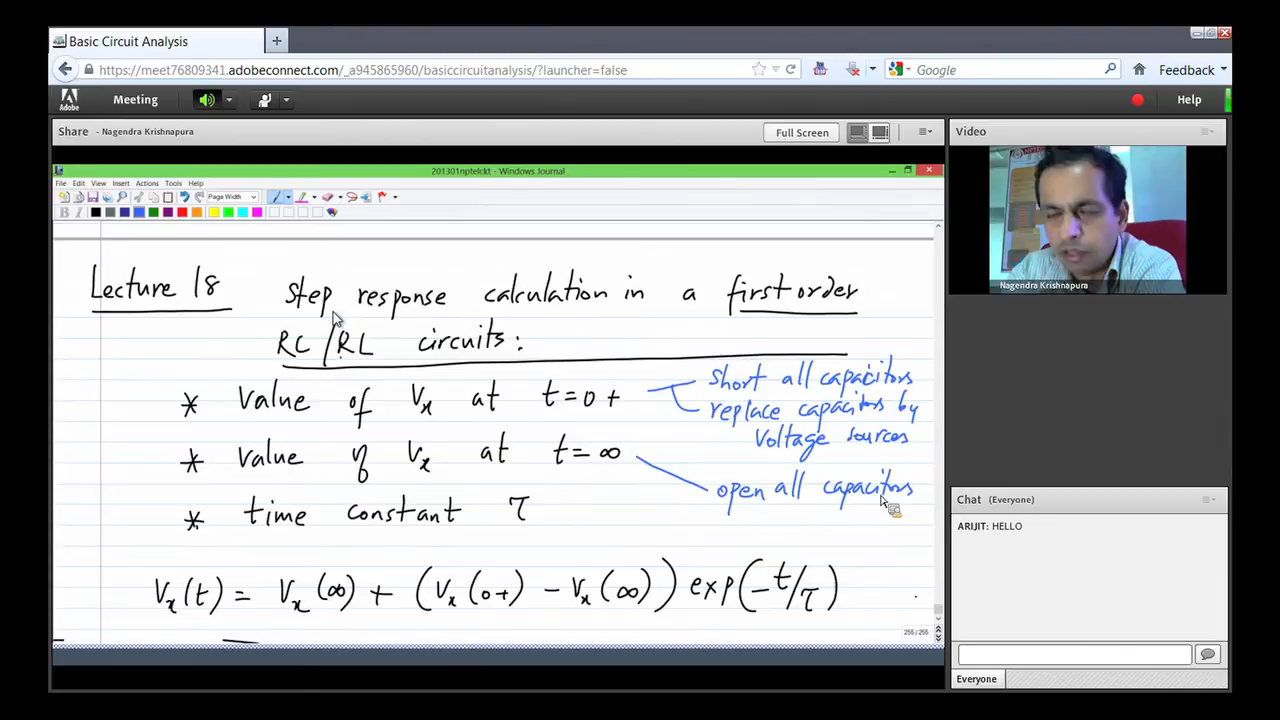 Basic Circuit Analysis
https://meet76809341.adobeconnect.com/_a945865960/basiccircuitanalysis/?launcher=false
Google
Feedback
Adobe
Meeting
Help
Share - Nagendra Krishnapura
Full Screen
Video
201301nptelckt - Windows Journal
File Edit View Insert Actions Tools Help
Page Width
B I
Nagendra Krishnapura
Lecture 18 Step response calculation in a first order
RC/RL circuits:
* value of Vx at t=0+
short all capacitors
replace capacitors by
voltage sources
* value of Vx at t=∞
open all capacitors
* time constant τ
Vx(t) = Vx(∞) + (Vx(0+) - Vx(∞)) exp(-t/τ)
255 / 255
Chat (Everyone)
ARIJIT: HELLO
Everyone